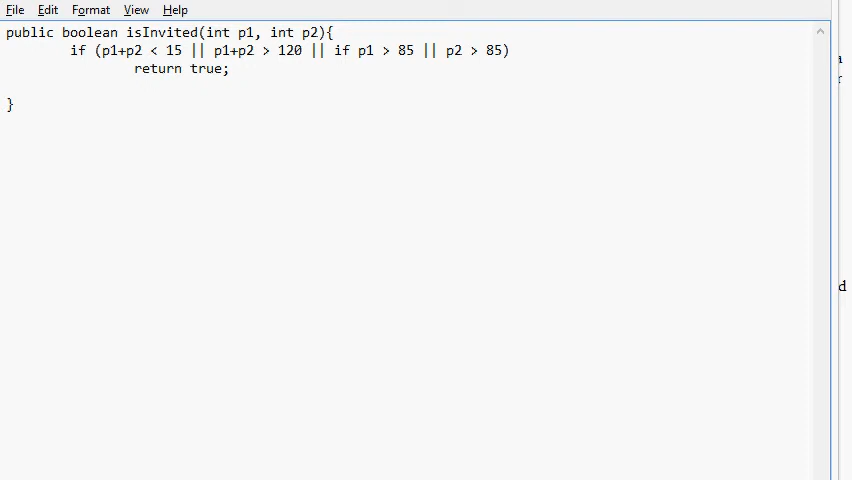 File Edit Format View Help
public boolean isInvited(int p1, int p2){
if (p1+p2 < 15 || p1+p2 > 120 || if p1 > 85 || p2 > 85)
return true;
}
a
r
d